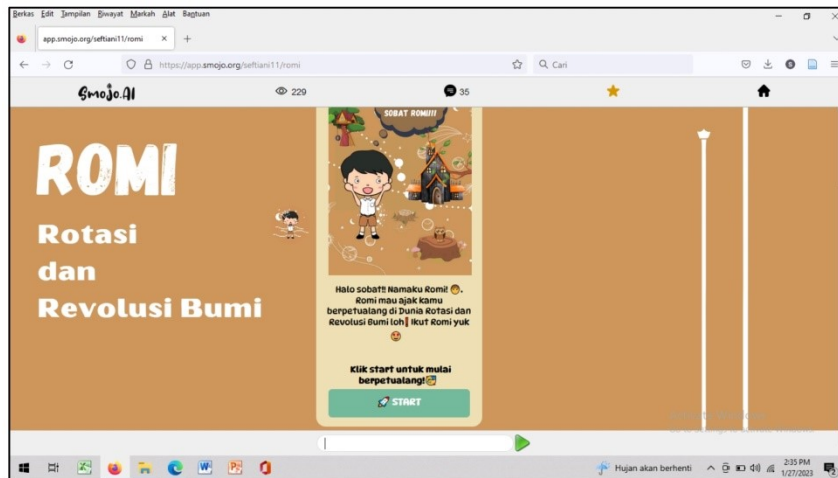 Berkas Edit Tampilan Riwayat Markah Alat Bantuan
app.smojo.org/seftiani11/romi
https://app.smojo.org/seftiani11/romi
Cari
Smojo.AI
229
35
SOBAT ROMI!!!
ROMI
Rotasi
dan
Revolusi Bumi
Halo sobat!! Namaku Romi! 🧒.
Romi mau ajak kamu
berpetualang di Dunia Rotasi dan
Revolusi Bumi loh❗ Ikut Romi yuk
🤩
Klik start untuk mulai
berpetualang!🥳
🚀 START
Hujan akan berhenti
2:35 PM
1/27/2023